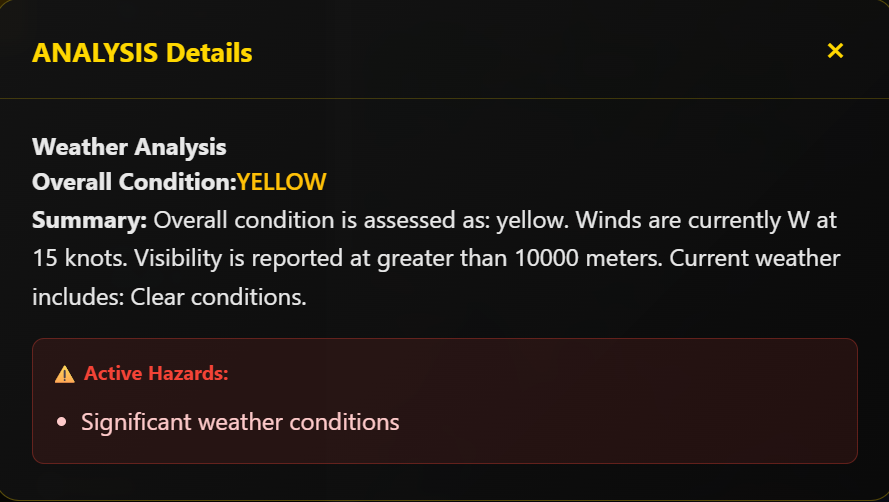 ANALYSIS Details
×
Weather Analysis
Overall Condition:YELLOW
Summary: Overall condition is assessed as: yellow. Winds are currently W at
15 knots. Visibility is reported at greater than 10000 meters. Current weather
includes: Clear conditions.
⚠️ Active Hazards:
• Significant weather conditions